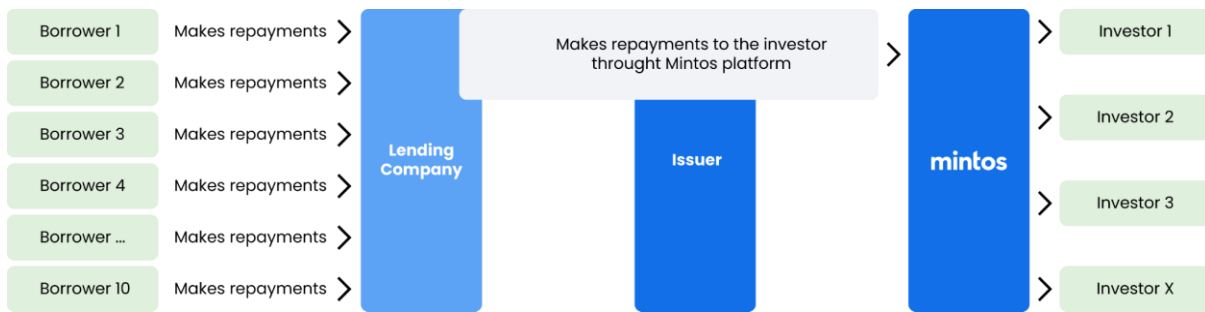 Borrower 1 Makes repayments
Makes repayments to the investor
throught Mintos platform
Investor 1
Borrower 2 Makes repayments
Investor 2
Borrower 3 Makes repayments
Lending
Company
Issuer
mintos
Borrower 4 Makes repayments
Investor 3
Borrower ... Makes repayments
Borrower 10 Makes repayments
Investor X